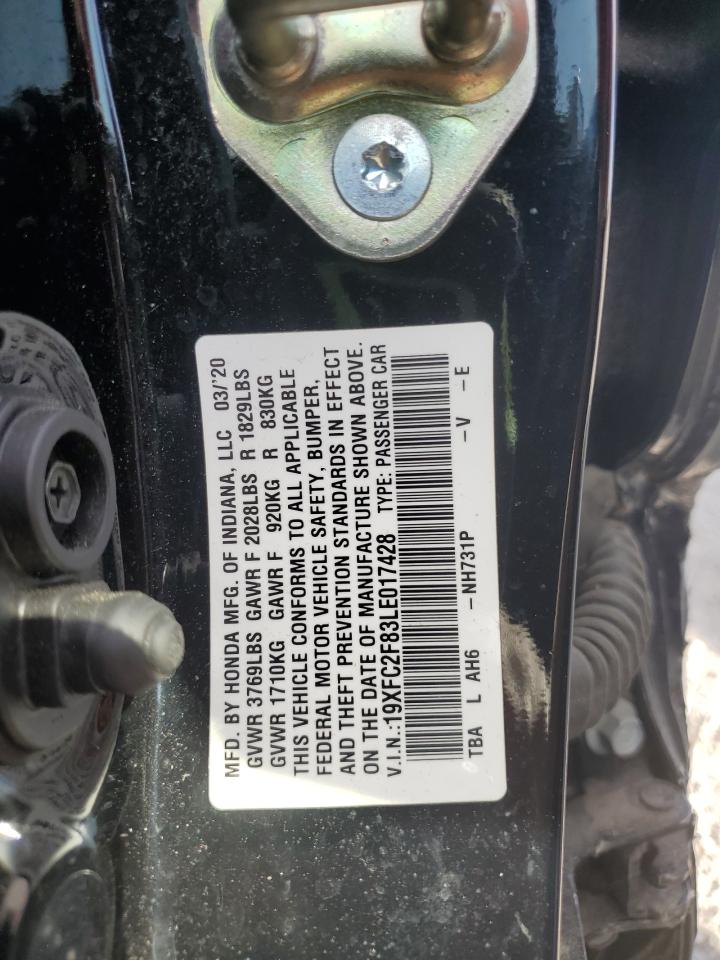 MFD. BY HONDA MFG. OF INDIANA, LLC 03/'20
GVWR 3769LBS GAWR F 2028LBS R 1829LBS
GVWR 1710KG GAWR F 920KG R 830KG
THIS VEHICLE CONFORMS TO ALL APPLICABLE
FEDERAL MOTOR VEHICLE SAFETY, BUMPER,
AND THEFT PREVENTION STANDARDS IN EFFECT
ON THE DATE OF MANUFACTURE SHOWN ABOVE.
V.I.N.:19XFC2F83LE017428 TYPE: PASSENGER CAR
TBA L AH6 -NH731P -V -E